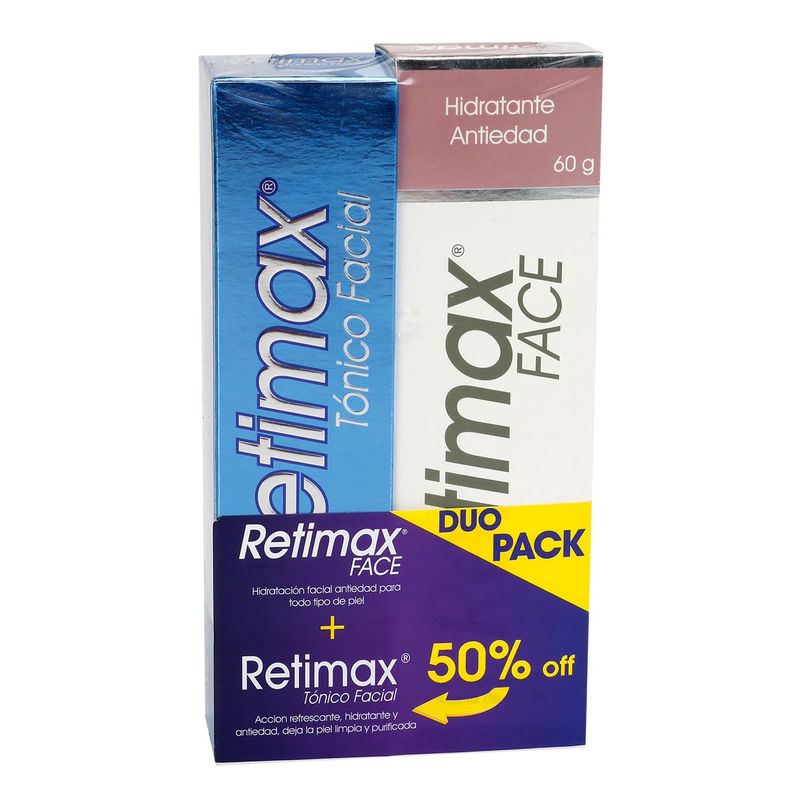 Retimax®
Tónico Facial
Hidratante
Antiedad
60 g
FACE
Retimax®
FACE
Hidratación facial antiedad para
todo tipo de piel
+
Retimax®
Tónico Facial
Accion refrescante, hidratante y
antiedad, deja la piel limpia y purificada
DUO
PACK
50% off